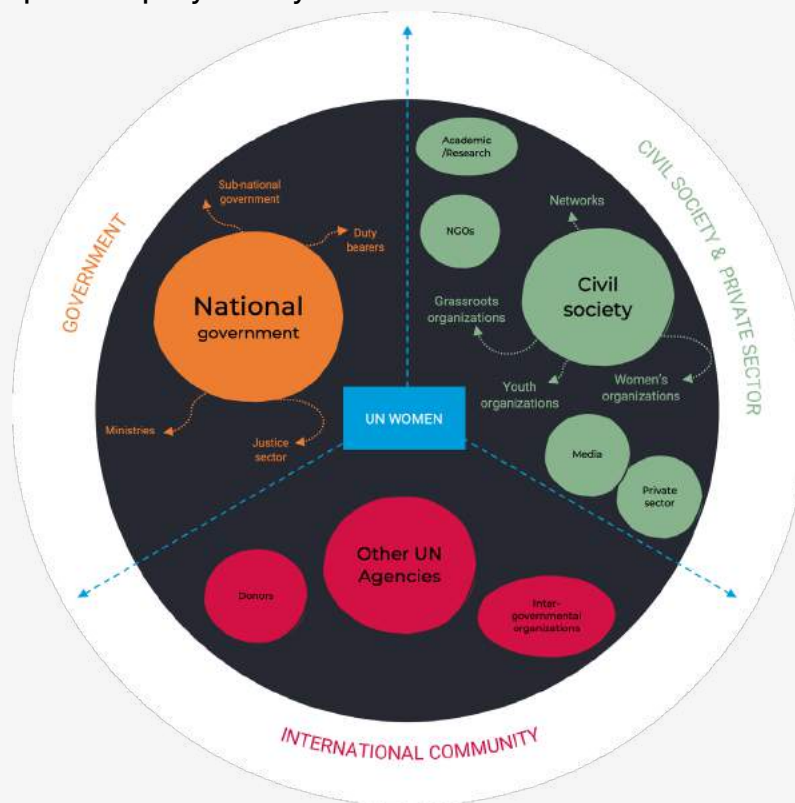 GOVERNMENT
Sub-national
government
Duty
bearers
National
government
Ministries
Justice
sector
CIVIL SOCIETY & PRIVATE SECTOR
Academic
/Research
NGOs
Networks
Civil
society
Grassroots
organizations
Youth
organizations
Women's
organizations
Media
Private
sector
UN WOMEN
Other UN
Agencies
Donors
Inter-
governmental
organizations
INTERNATIONAL COMMUNITY